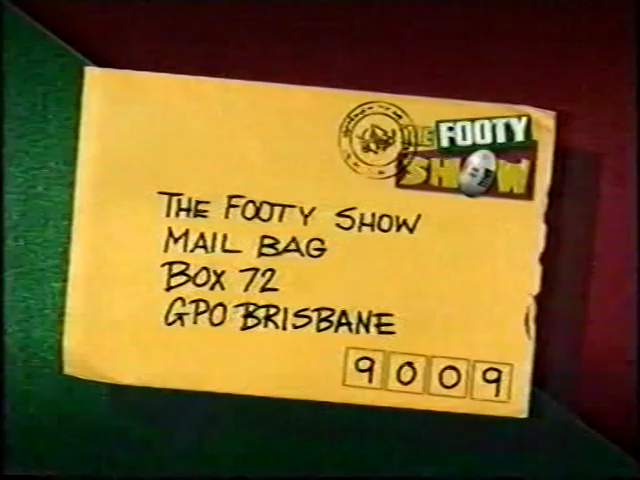 THE FOOTY
SHOW
THE FOOTY SHOW
MAIL BAG
BOX 72
GPO BRISBANE
9009